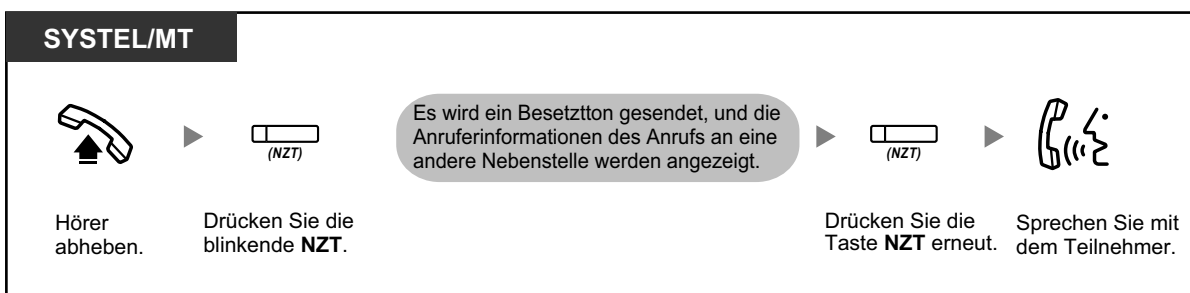 SYSTEL/MT
Es wird ein Besetztton gesendet, und die
Anruferinformationen des Anrufs an eine
andere Nebenstelle werden angezeigt.
(NZT)
(NZT)
Hörer
abheben.
Drücken Sie die
blinkende NZT.
Drücken Sie die
Taste NZT erneut.
Sprechen Sie mit
dem Teilnehmer.